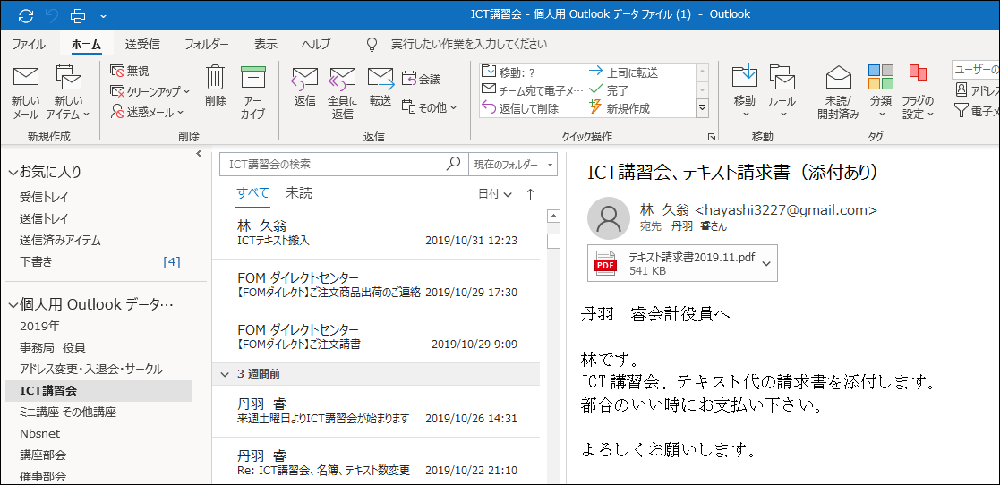 ICT講習会 - 個人用 Outlook データ ファイル (1) - Outlook
ファイル ホーム 送受信 フォルダー 表示 ヘルプ 実行したい作業を入力してください
新しい
メール
新しい
アイテム
新規作成
無視
クリーンアップ
迷惑メール
削除
アー
カイブ
削除
返信
全員に
返信
転送
会議
その他
返信
移動: ?
チーム宛て電子メ…
返信して削除
上司に転送
完了
新規作成
クイック操作
移動
ルール
移動
未読/
開封済み
分類
フラグの
設定
タグ
ユーザーの
アドレス
電子メ
お気に入り
受信トレイ
送信トレイ
送信済みアイテム
下書き [4]
個人用 Outlook データ…
2019年
事務局 役員
アドレス変更・入退会・サークル
ICT講習会
ミニ講座 その他講座
Nbsnet
講座部会
催事部会
ICT講習会の検索 現在のフォルダー
すべて 未読 日付
林 久翁
ICTテキスト搬入 2019/10/31 12:23
FOM ダイレクトセンター
【FOMダイレクト】ご注文商品出荷のご連絡 2019/10/29 17:30
FOM ダイレクトセンター
【FOMダイレクト】ご注文請書 2019/10/29 9:09
3 週間前
丹羽 睿
来週土曜日よりICT講習会が始まります 2019/10/26 14:31
丹羽 睿
Re: ICT講習会、名簿、テキスト数変更 2019/10/22 21:10
ICT講習会、テキスト請求書（添付あり）
林 久翁 <hayashi3227@gmail.com>
宛先 丹羽 睿さん
PDF
テキスト請求書2019.11.pdf
541 KB
丹羽 睿会計役員へ
林です。
ICT講習会、テキスト代の請求書を添付します。
都合のいい時にお支払い下さい。
よろしくお願いします。